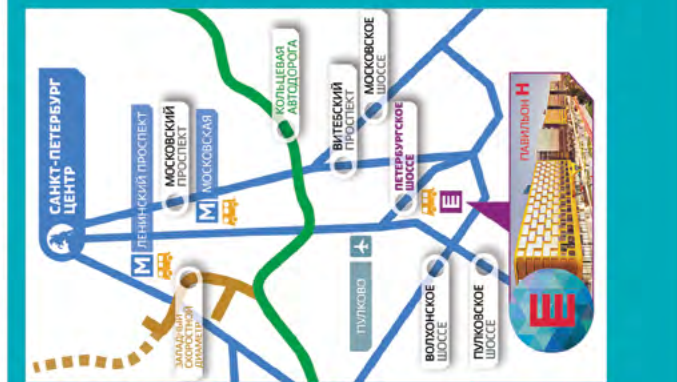 САНКТ-ПЕТЕРБУРГ
ЦЕНТР
М ЛЕНИНСКИЙ ПРОСПЕКТ
МОСКОВСКИЙ
ПРОСПЕКТ
М МОСКОВСКАЯ
ЗАПАДНЫЙ
СКОРОСТНОЙ
ДИАМЕТР
КОЛЬЦЕВАЯ
АВТОДОРОГА
ВИТЕБСКИЙ
ПРОСПЕКТ
МОСКОВСКОЕ
ШОССЕ
ПУЛКОВО
ПЕТЕРБУРГСКОЕ
ШОССЕ
Е
ВОЛХОНСКОЕ
ШОССЕ
ПУЛКОВСКОЕ
ШОССЕ
ПАВИЛЬОН H